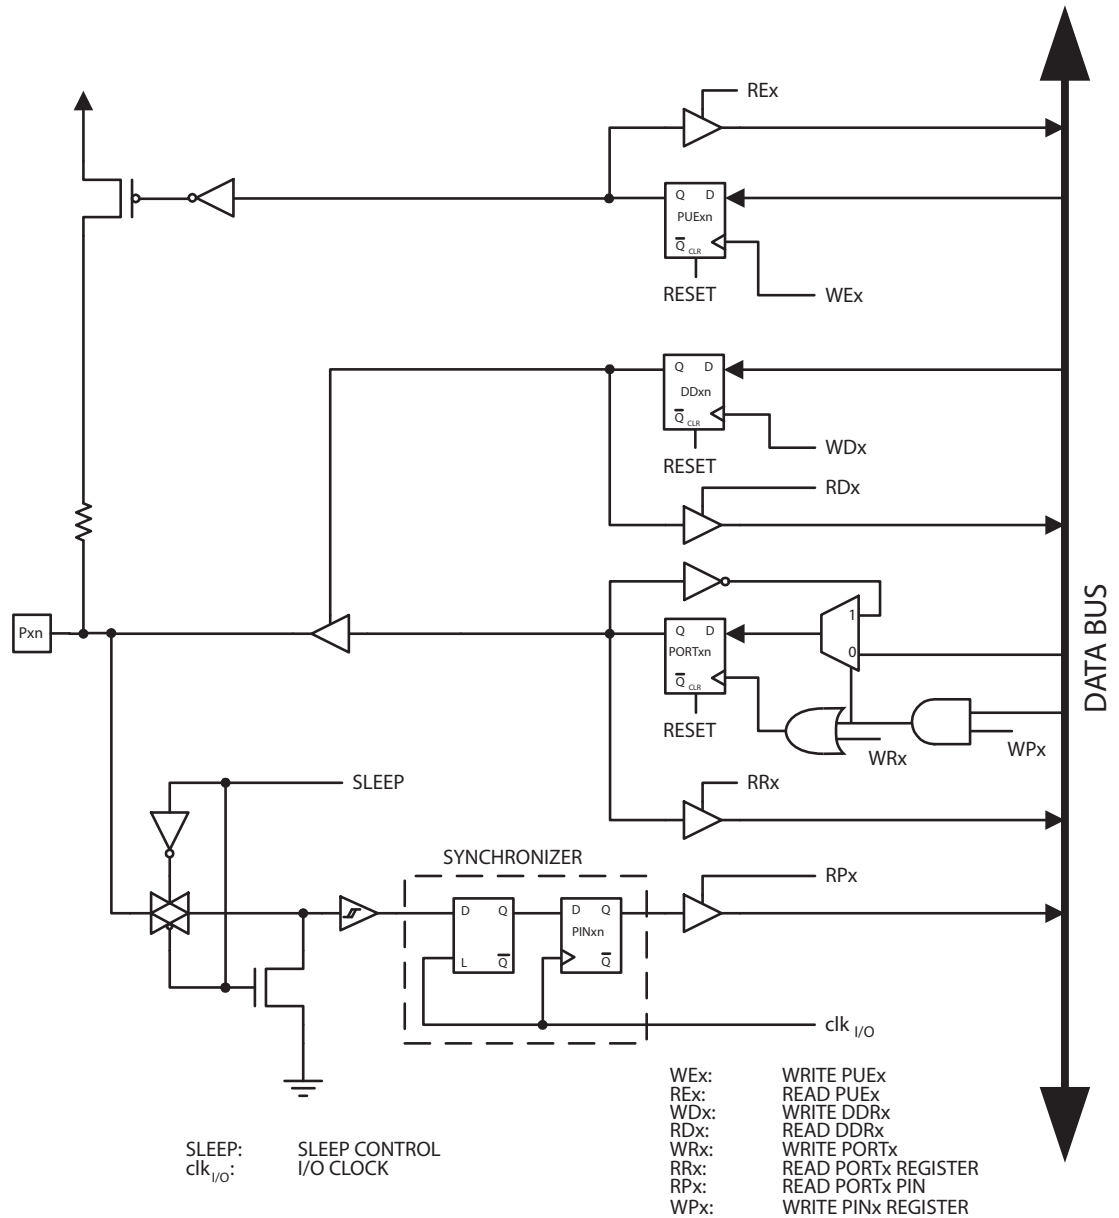 REx
Q D
PUExn
Q CLR
RESET
WEx
Q D
DDxn
Q CLR
WDx
RESET
RDx
1
Pxn
Q D
PORTxn
0
Q CLR
RESET
WRx
WPx
DATA BUS
SLEEP
RRx
SYNCHRONIZER
RPx
D Q
D Q
PINxn
L Q
Q
clk I/O
WEx: WRITE PUEx
REx: READ PUEx
WDx: WRITE DDRx
RDx: READ DDRx
WRx: WRITE PORTx
RRx: READ PORTx REGISTER
RPx: READ PORTx PIN
WPx: WRITE PINx REGISTER
SLEEP: SLEEP CONTROL
clk I/O: I/O CLOCK